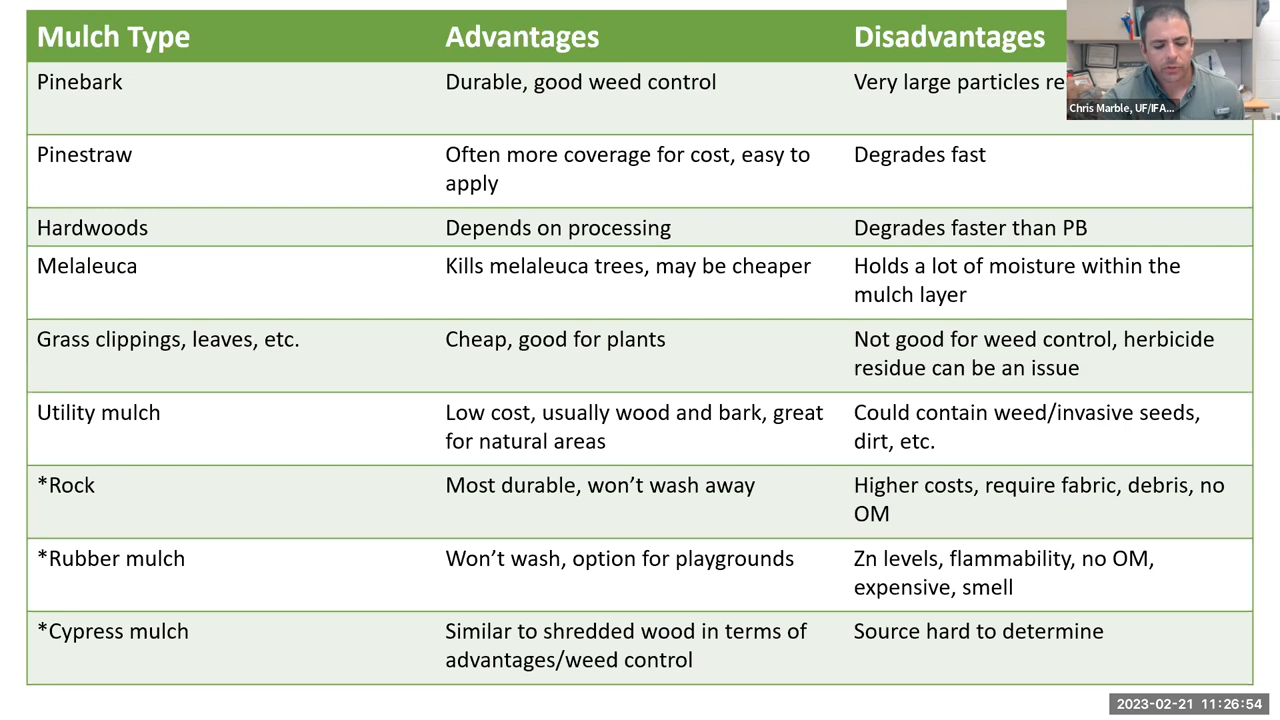 Mulch Type Advantages Disadvantages
Pinebark Durable, good weed control Very large particles
Chris Marble, UF/IFA...
Pinestraw Often more coverage for cost, easy to Degrades fast
apply
Hardwoods Depends on processing Degrades faster than PB
Melaleuca Kills melaleuca trees, may be cheaper Holds a lot of moisture within the
mulch layer
Grass clippings, leaves, etc. Cheap, good for plants Not good for weed control, herbicide
residue can be an issue
Utility mulch Low cost, usually wood and bark, great Could contain weed/invasive seeds,
for natural areas dirt, etc.
*Rock Most durable, won’t wash away Higher costs, require fabric, debris, no
OM
*Rubber mulch Won’t wash, option for playgrounds Zn levels, flammability, no OM,
expensive, smell
*Cypress mulch Similar to shredded wood in terms of Source hard to determine
advantages/weed control
2023-02-21 11:26:54